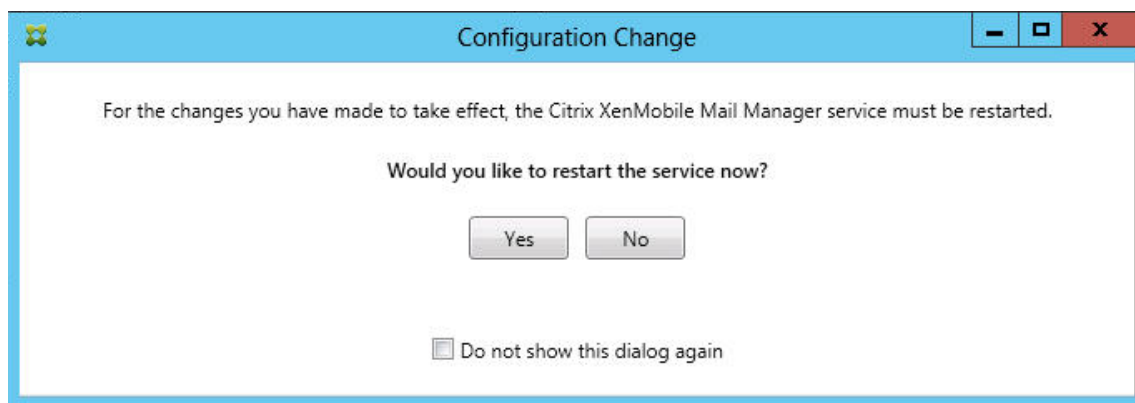 Configuration Change
For the changes you have made to take effect, the Citrix XenMobile Mail Manager service must be restarted.
Would you like to restart the service now?
Yes No
Do not show this dialog again